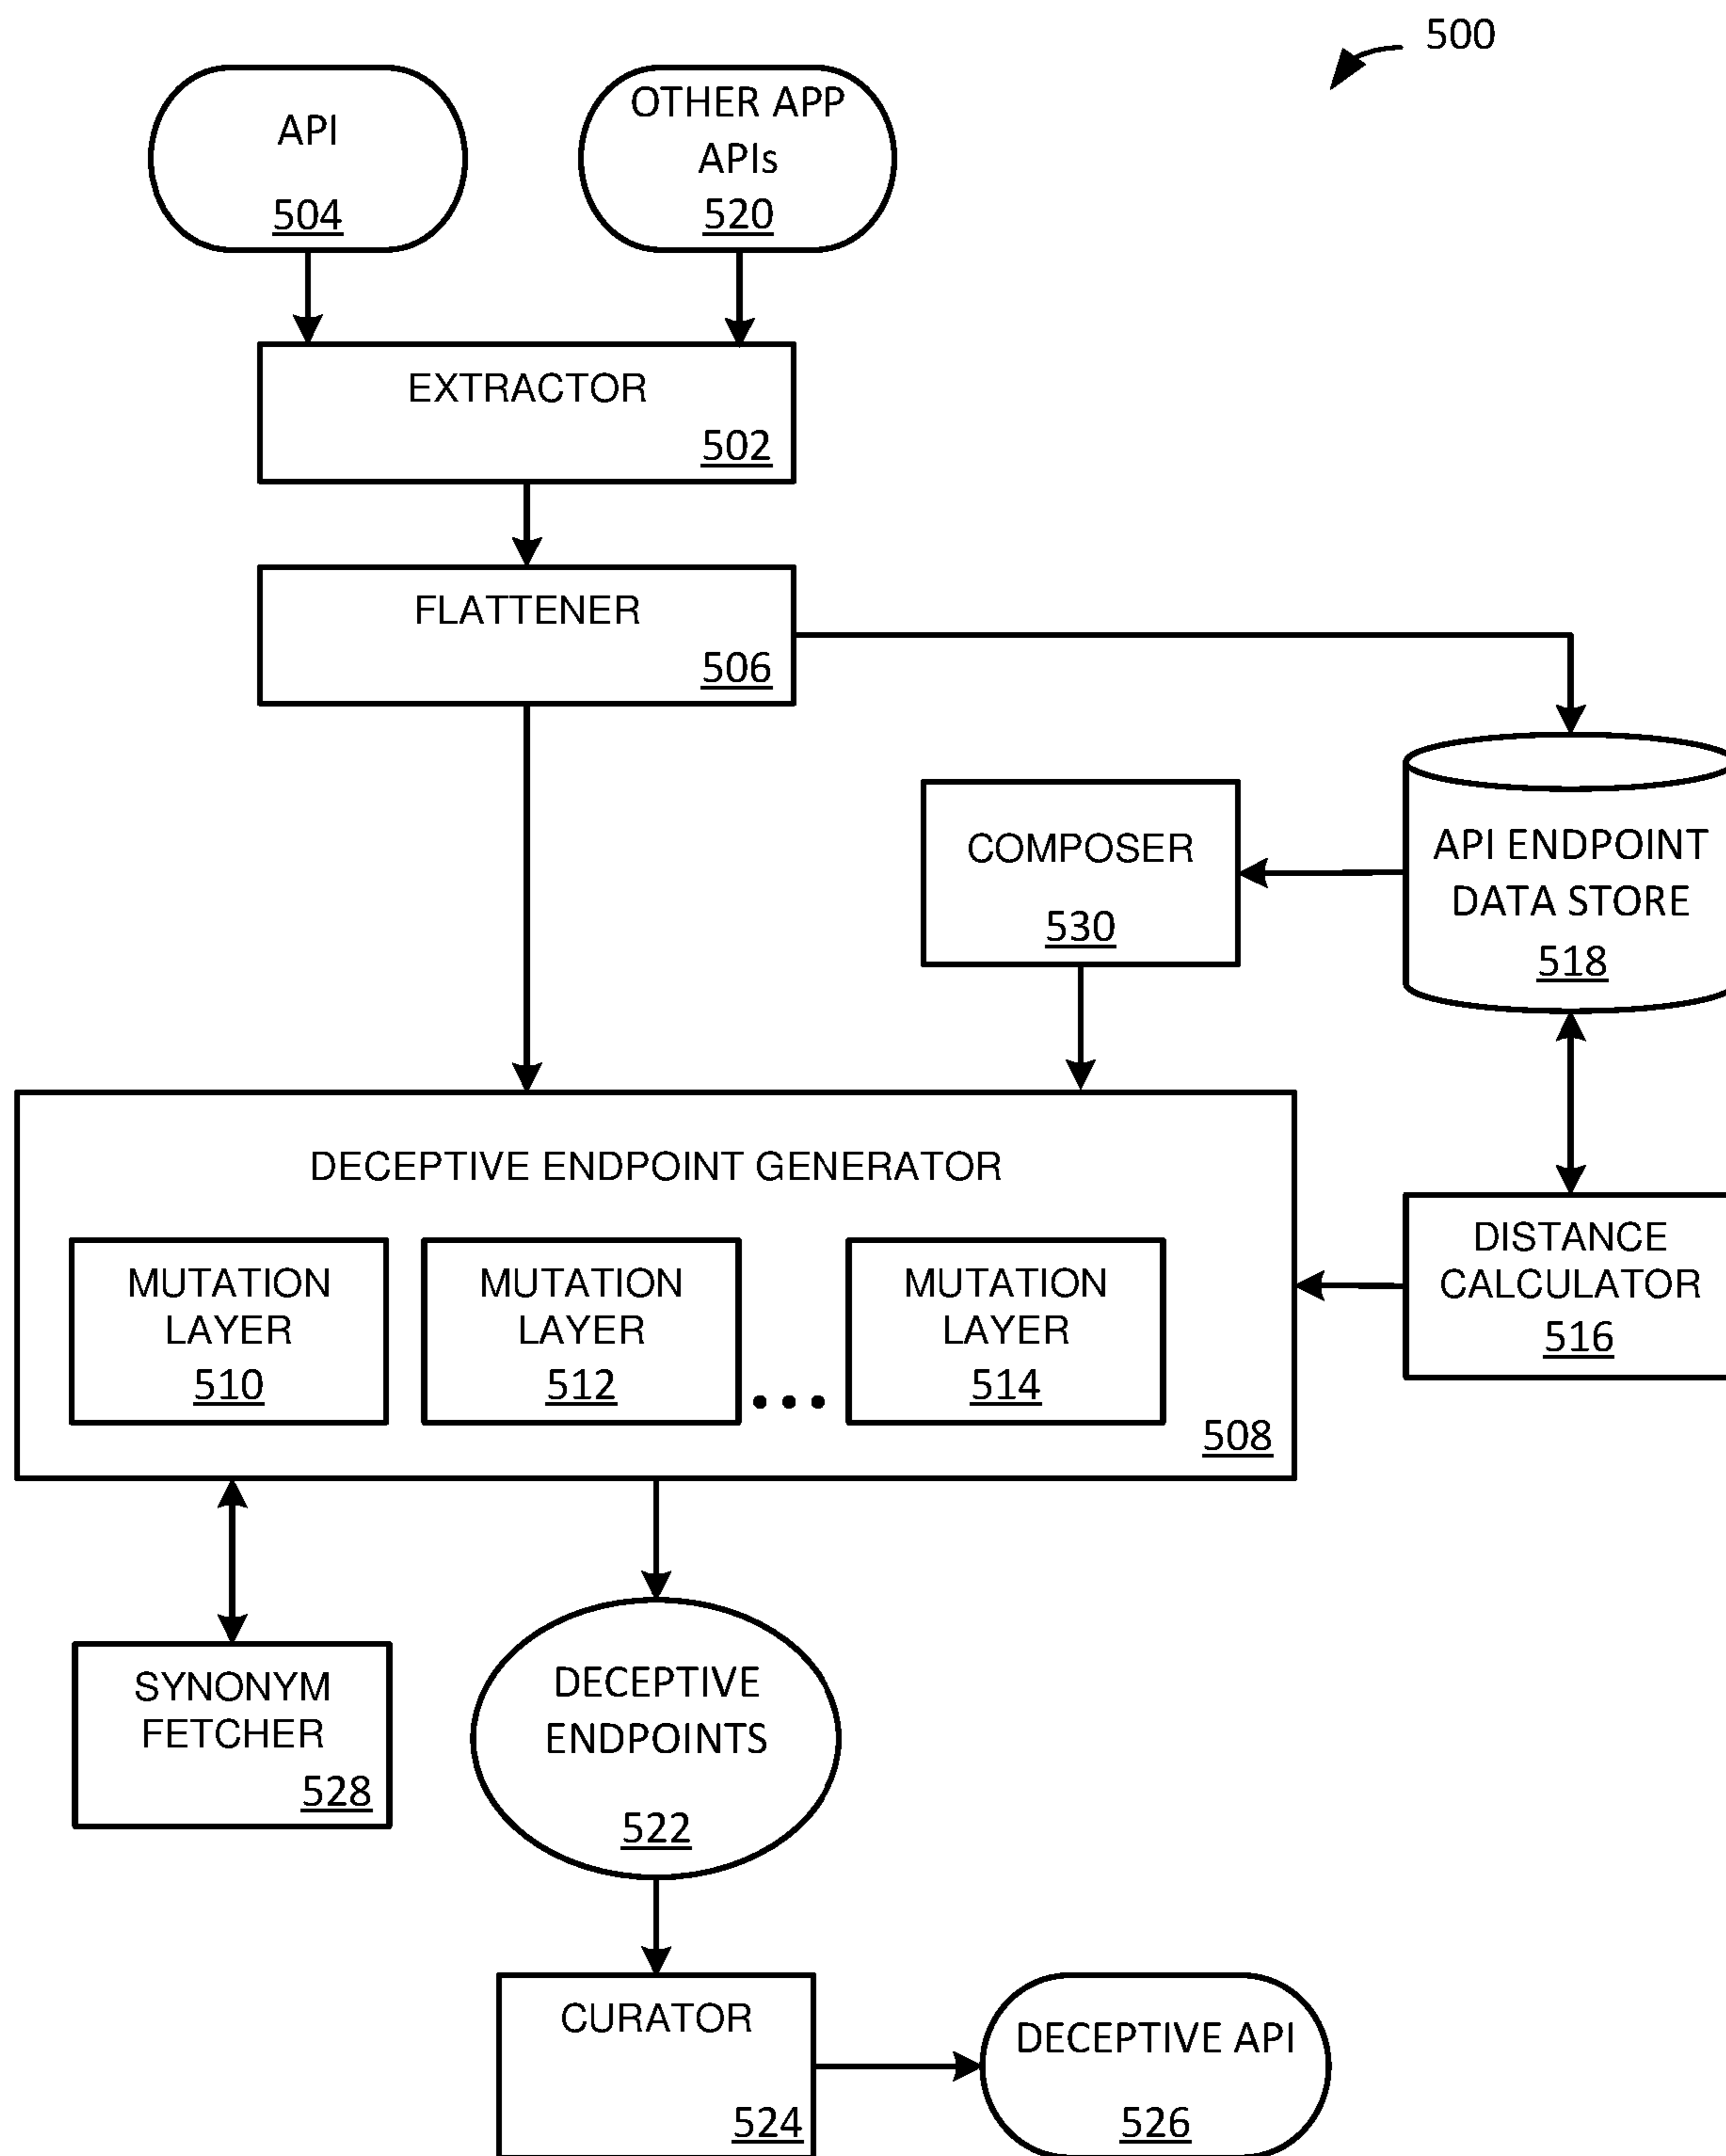 500
API
504
OTHER APP
APIs
520
EXTRACTOR
502
FLATTENER
506
COMPOSER
530
API ENDPOINT
DATA STORE
518
DECEPTIVE ENDPOINT GENERATOR
MUTATION
LAYER
510
MUTATION
LAYER
512
...
MUTATION
LAYER
514
508
DISTANCE
CALCULATOR
516
SYNONYM
FETCHER
528
DECEPTIVE
ENDPOINTS
522
CURATOR
524
DECEPTIVE API
526